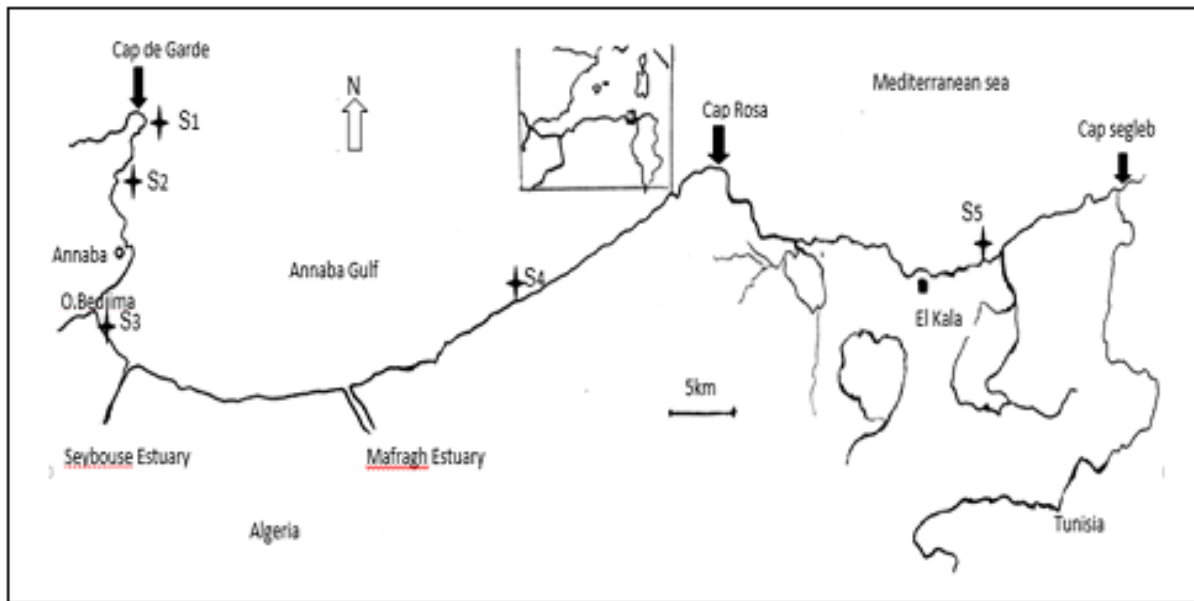 Cap de Garde
Mediterranean sea
N
Cap Rosa
Cap segleb
S1
S2
S5
Annaba
Annaba Gulf
S4
O.Bedjima
S3
El Kala
5km
Seybouse Estuary
Mafragh Estuary
Algeria
Tunisia